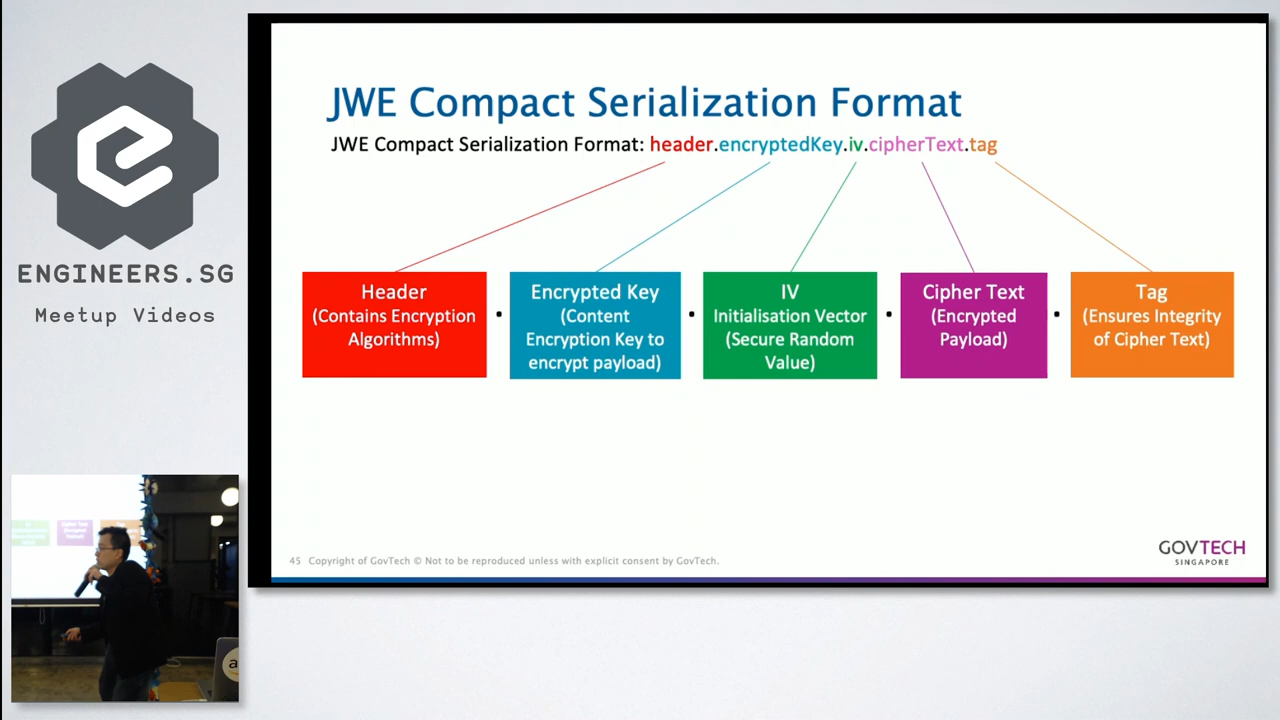 ENGINEERS.SG
Meetup Videos
JWE Compact Serialization Format
JWE Compact Serialization Format: header.encryptedKey.iv.cipherText.tag
Header
(Contains Encryption
Algorithms)
.
Encrypted Key
(Content
Encryption Key to
encrypt payload)
.
IV
Initialisation Vector
(Secure Random
Value)
.
Cipher Text
(Encrypted
Payload)
.
Tag
(Ensures Integrity
of Cipher Text)
45 Copyright of GovTech © Not to be reproduced unless with explicit consent by GovTech.
GOVTECH
SINGAPORE